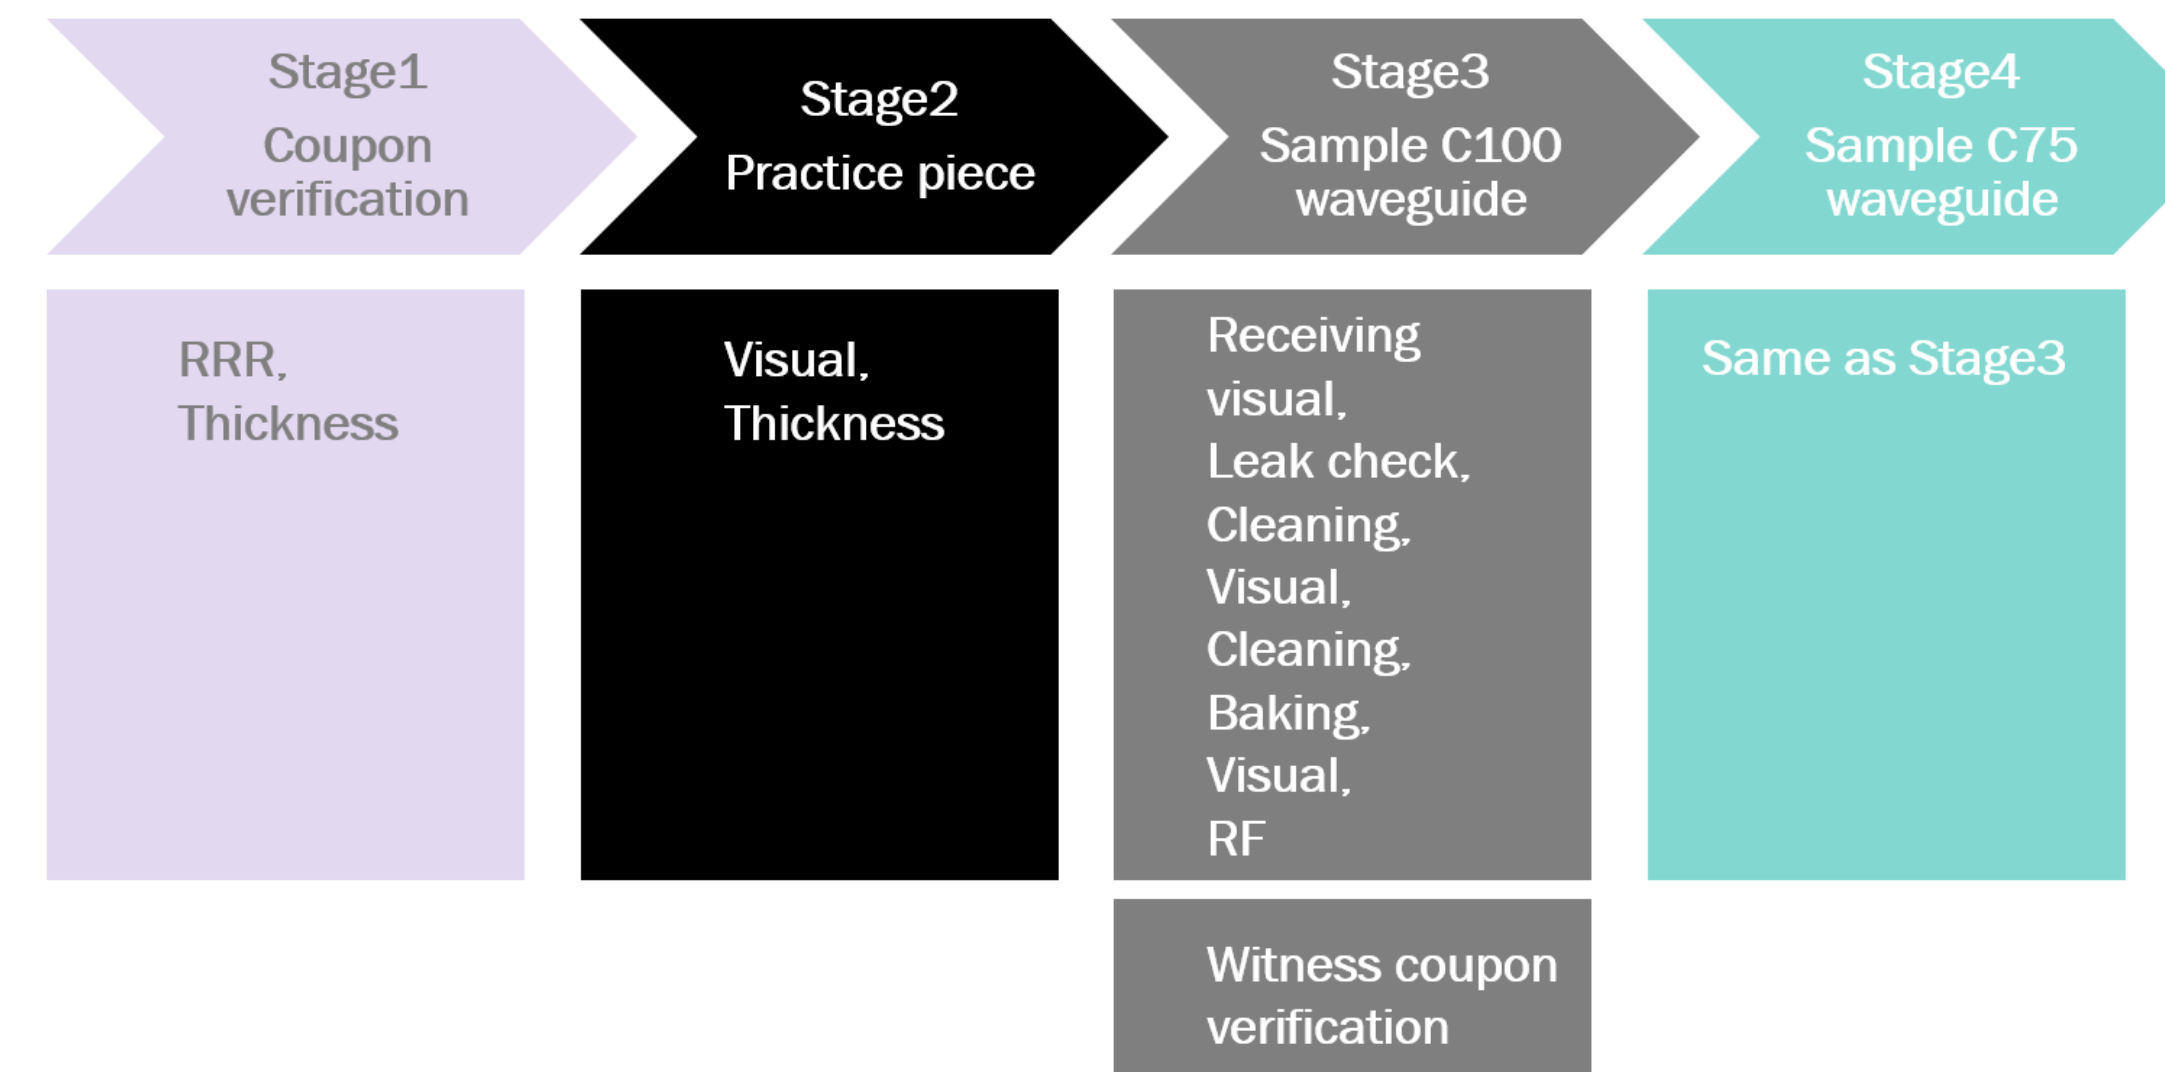 Stage1
Coupon
verification
Stage2
Practice piece
Stage3
Sample C100
waveguide
Stage4
Sample C75
waveguide
RRR,
Thickness
Visual,
Thickness
Receiving
visual,
Leak check,
Cleaning,
Visual,
Cleaning,
Baking,
Visual,
RF
Same as Stage3
Witness coupon
verification